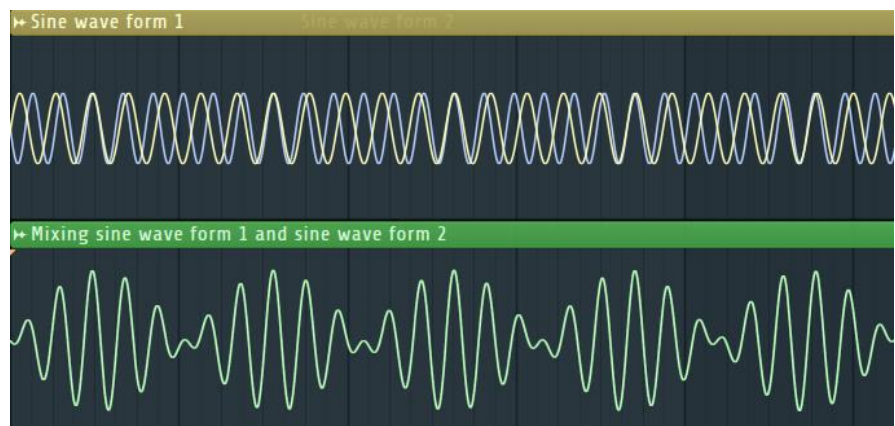 Sine wave form 1
Sine wave form 2
Mixing sine wave form 1 and sine wave form 2